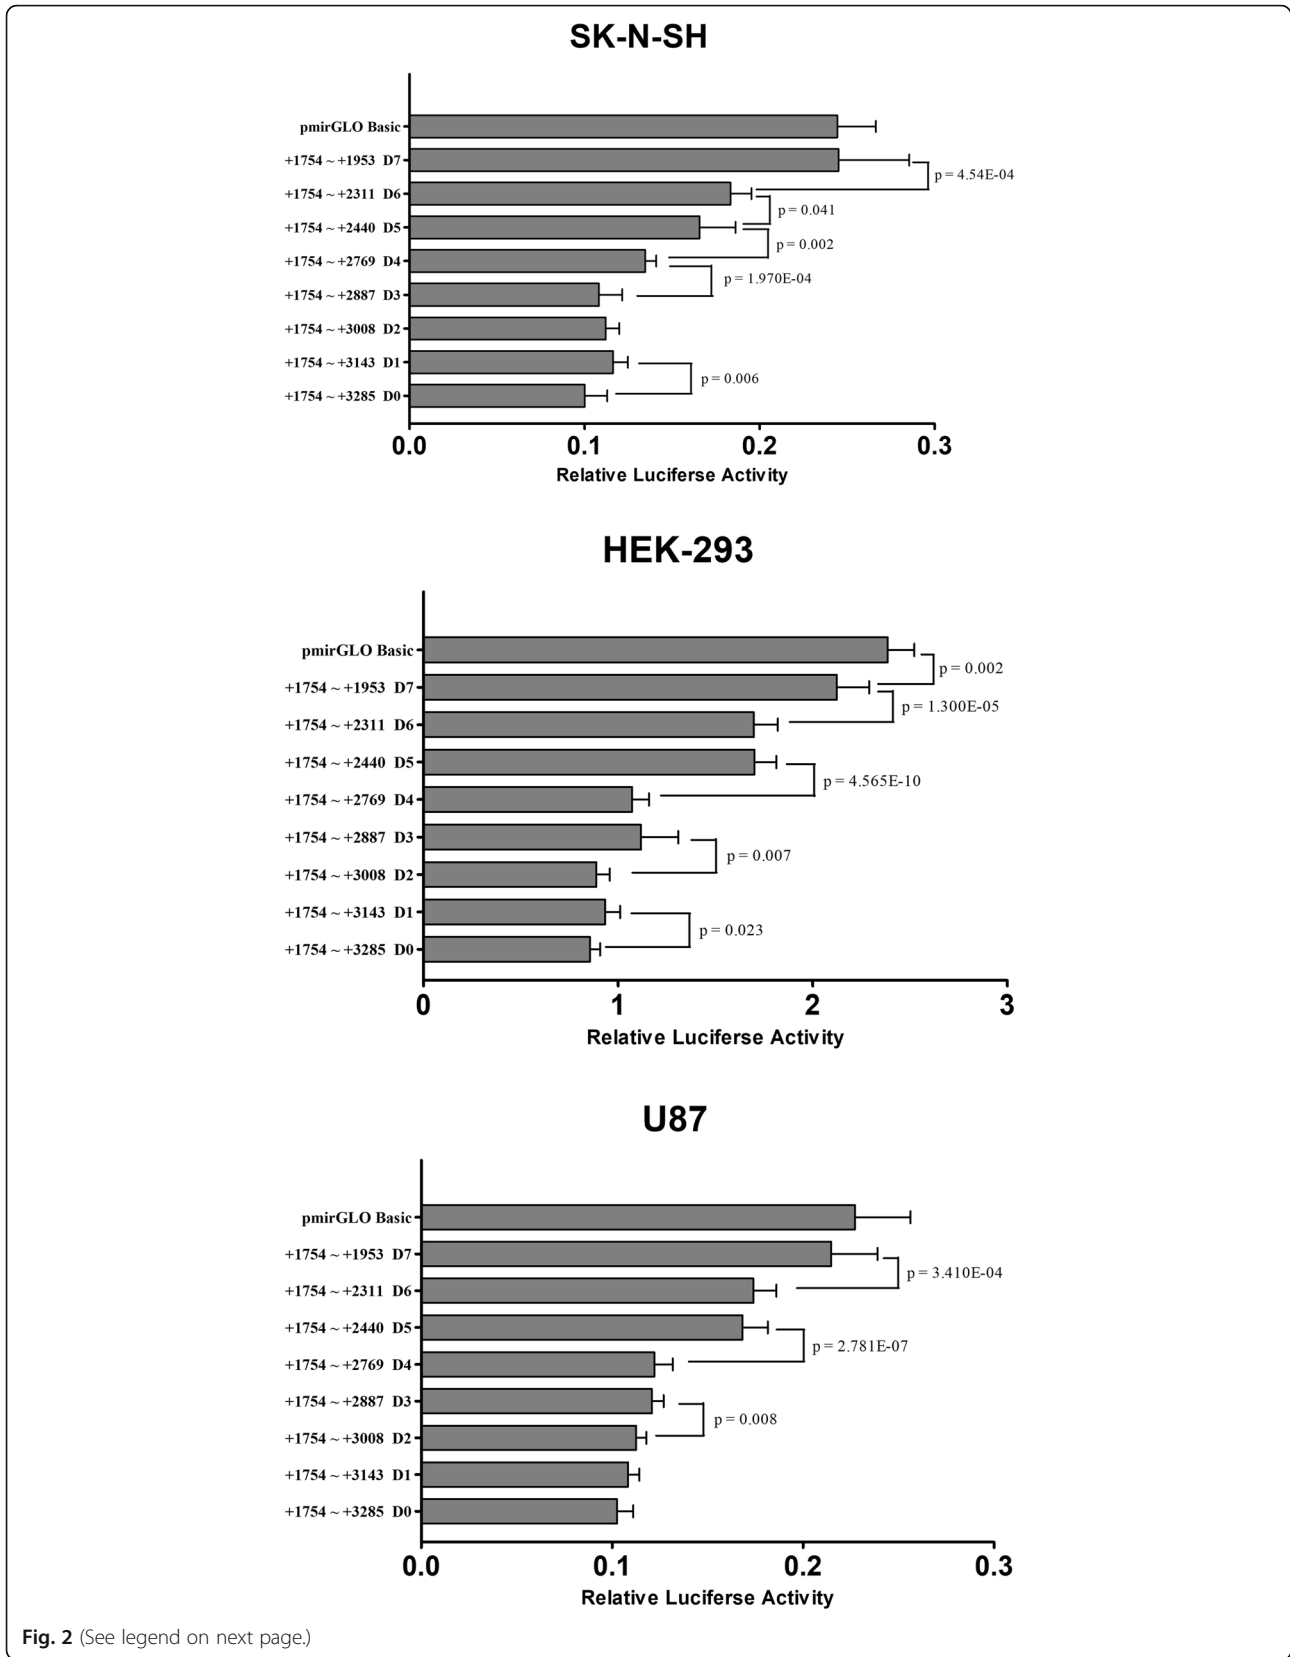 SK-N-SH
pmirGLO Basic
+1754 ~ +1953 D7
p = 4.54E-04
+1754 ~ +2311 D6
p = 0.041
+1754 ~ +2440 D5
p = 0.002
+1754 ~ +2769 D4
p = 1.970E-04
+1754 ~ +2887 D3
+1754 ~ +3008 D2
+1754 ~ +3143 D1
p = 0.006
+1754 ~ +3285 D0
0.0 0.1 0.2 0.3
Relative Luciferse Activity
HEK-293
pmirGLO Basic
p = 0.002
+1754 ~ +1953 D7
p = 1.300E-05
+1754 ~ +2311 D6
+1754 ~ +2440 D5
p = 4.565E-10
+1754 ~ +2769 D4
+1754 ~ +2887 D3
p = 0.007
+1754 ~ +3008 D2
+1754 ~ +3143 D1
p = 0.023
+1754 ~ +3285 D0
0 1 2 3
Relative Luciferse Activity
U87
pmirGLO Basic
+1754 ~ +1953 D7
p = 3.410E-04
+1754 ~ +2311 D6
+1754 ~ +2440 D5
p = 2.781E-07
+1754 ~ +2769 D4
+1754 ~ +2887 D3
p = 0.008
+1754 ~ +3008 D2
+1754 ~ +3143 D1
+1754 ~ +3285 D0
0.0 0.1 0.2 0.3
Relative Luciferse Activity
Fig. 2 (See legend on next page.)